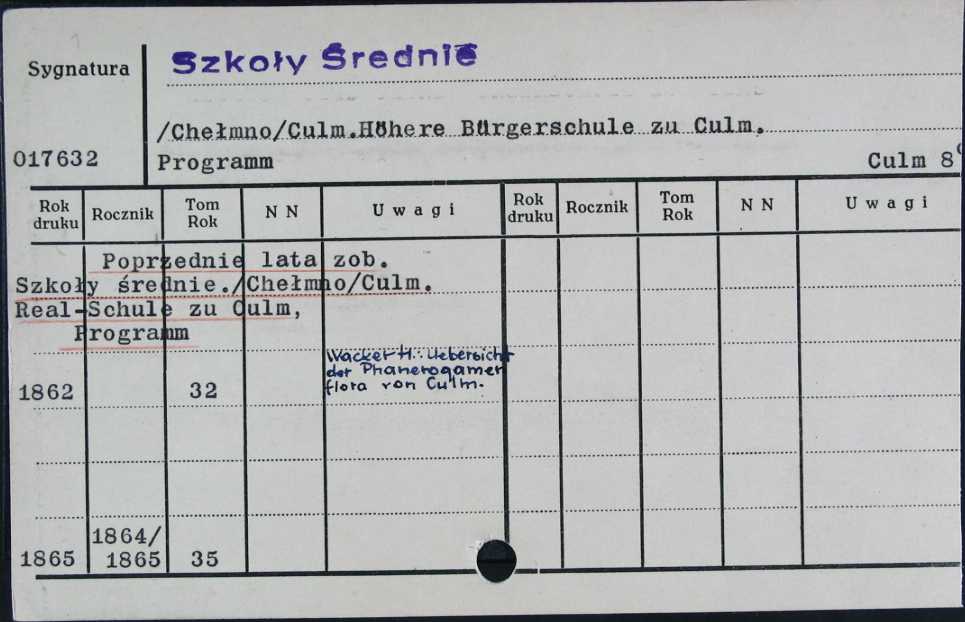 Szkoły Średnie
Sygnatura
/Chełmno/Culm.Höhere Bürgerschule zu Culm.
017632 Programm Culm 8°
Rok druku Rocznik Tom Rok N N Uwagi Rok druku Rocznik Tom Rok N N Uwagi
Poprzednie lata zob.
Szkoły średnie./Chełmno/Culm.
Real-Schule zu Culm,
Programm
Wacker H.: Uebersicht
der Phanerogamen
1862 32 flora von Culm.
1864/
1865 1865 35